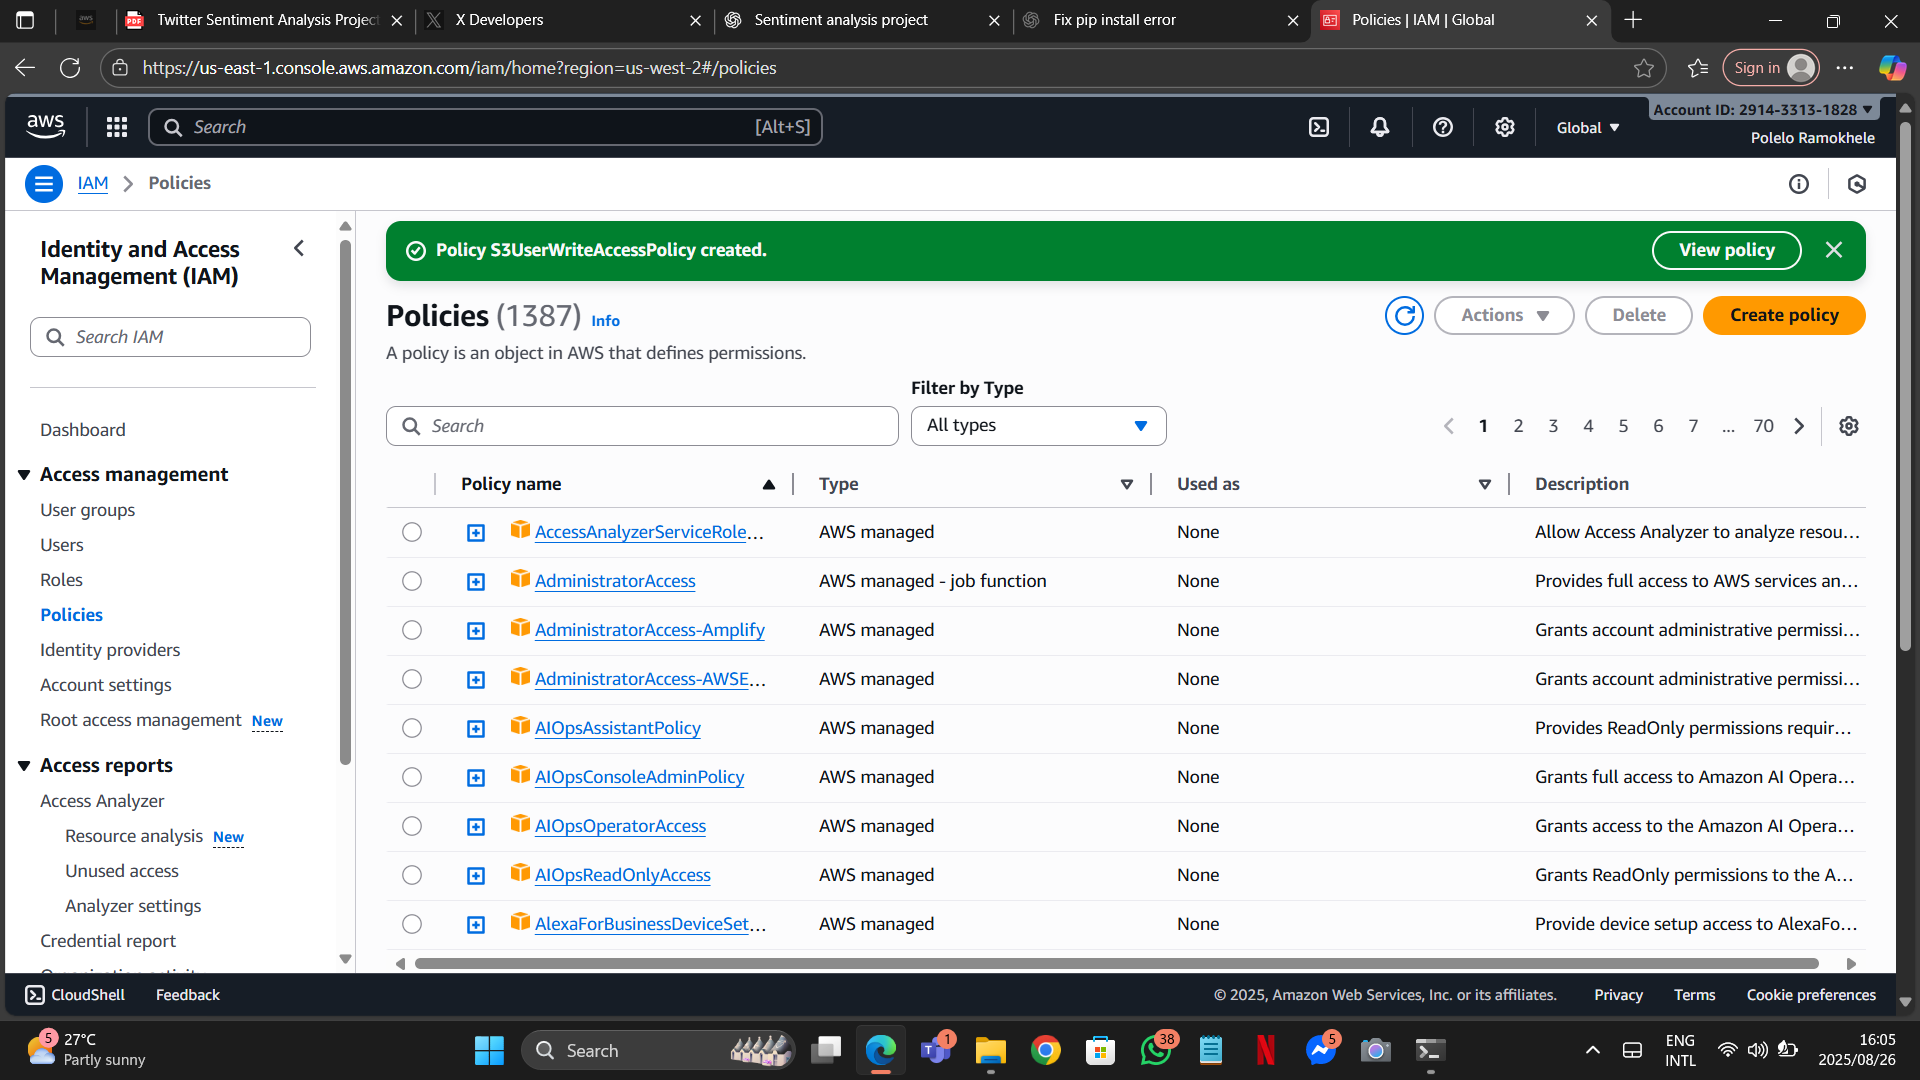 Twitter Sentiment Analysis Project
X Developers
Sentiment analysis project
Fix pip install error
Policies | IAM | Global
https://us-east-1.console.aws.amazon.com/iam/home?region=us-west-2#/policies
Sign in
aws
Search
[Alt+S]
Global
Account ID: 2914-3313-1828
Polelo Ramokhele
IAM
Policies
Identity and Access
Management (IAM)
Search IAM
Dashboard
Access management
User groups
Users
Roles
Policies
Identity providers
Account settings
Root access management New
Access reports
Access Analyzer
Resource analysis New
Unused access
Analyzer settings
Credential report
Policy S3UserWriteAccessPolicy created.
View policy
Policies (1387) Info
Actions
Delete
Create policy
A policy is an object in AWS that defines permissions.
Filter by Type
Search
All types
1 2 3 4 5 6 7 ... 70
Policy name Type Used as Description
AccessAnalyzerServiceRole... AWS managed None Allow Access Analyzer to analyze resou...
AdministratorAccess AWS managed - job function None Provides full access to AWS services an...
AdministratorAccess-Amplify AWS managed None Grants account administrative permissi...
AdministratorAccess-AWSE... AWS managed None Grants account administrative permissi...
AIOpsAssistantPolicy AWS managed None Provides ReadOnly permissions requir...
AIOpsConsoleAdminPolicy AWS managed None Grants full access to Amazon AI Opera...
AIOpsOperatorAccess AWS managed None Grants access to the Amazon AI Opera...
AIOpsReadOnlyAccess AWS managed None Grants ReadOnly permissions to the A...
AlexaForBusinessDeviceSet... AWS managed None Provide device setup access to AlexaFo...
CloudShell
Feedback
© 2025, Amazon Web Services, Inc. or its affiliates.
Privacy
Terms
Cookie preferences
5
27°C
Partly sunny
Search
1
38
5
ENG
INTL
16:05
2025/08/26